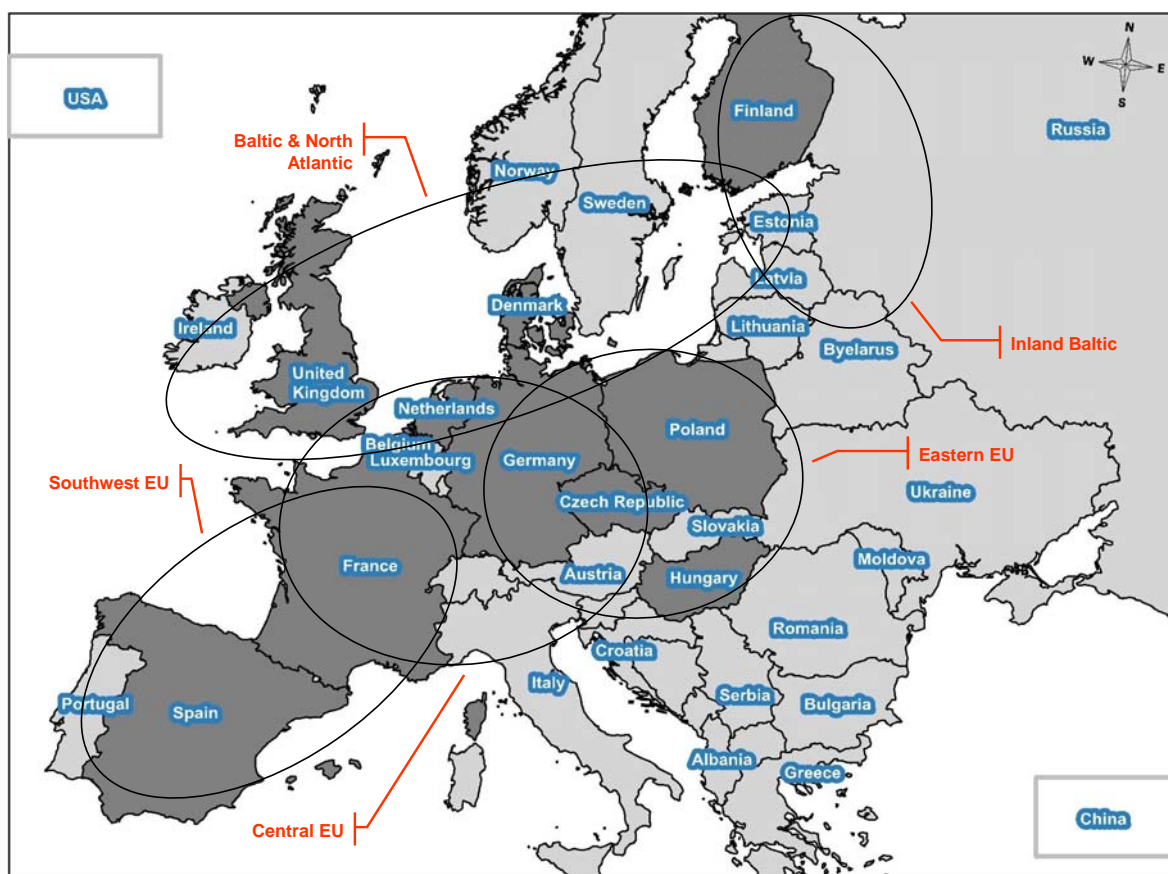 N
W E
S
USA
Finland
Russia
Baltic & North
Atlantic
Norway
Sweden
Estonia
Latvia
Denmark
Ireland
Lithuania
Inland Baltic
Byelarus
United
Kingdom
Netherlands
Poland
Belgium
Luxembourg
Germany
Eastern EU
Southwest EU
Ukraine
Czech Republic
Slovakia
France
Austria
Hungary
Moldova
Romania
Croatia
Italy
Serbia
Portugal
Spain
Bulgaria
Albania
Greece
Central EU
China